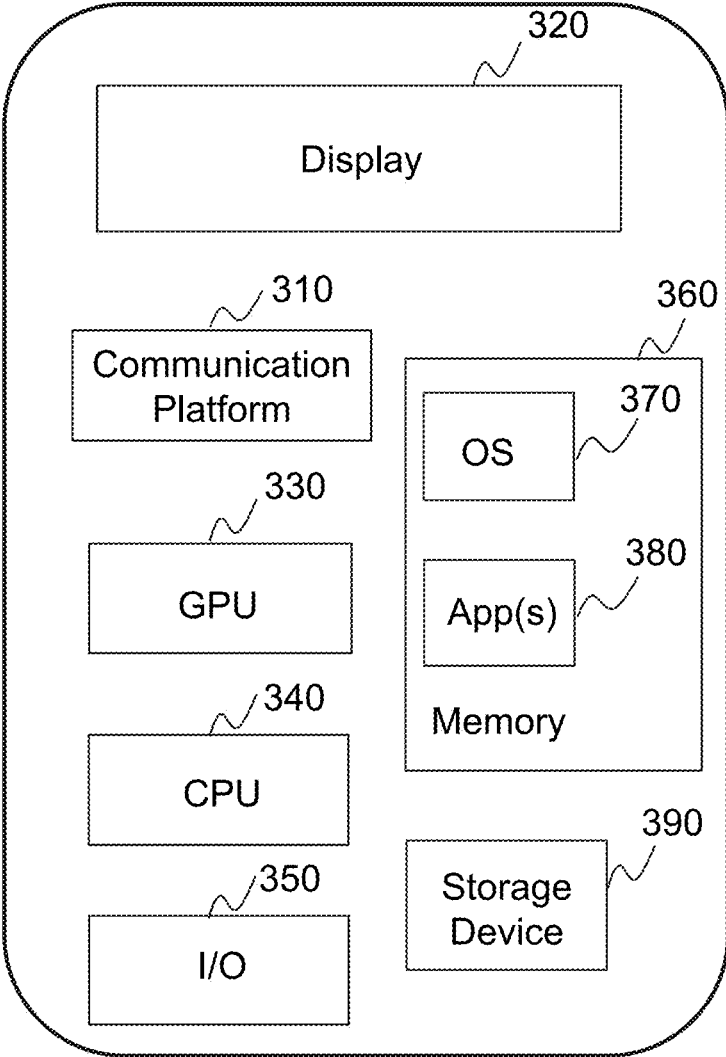 320
Display
310
Communication
Platform
360
370
OS
330
GPU
380
App(s)
Memory
340
CPU
390
Storage
Device
350
I/O